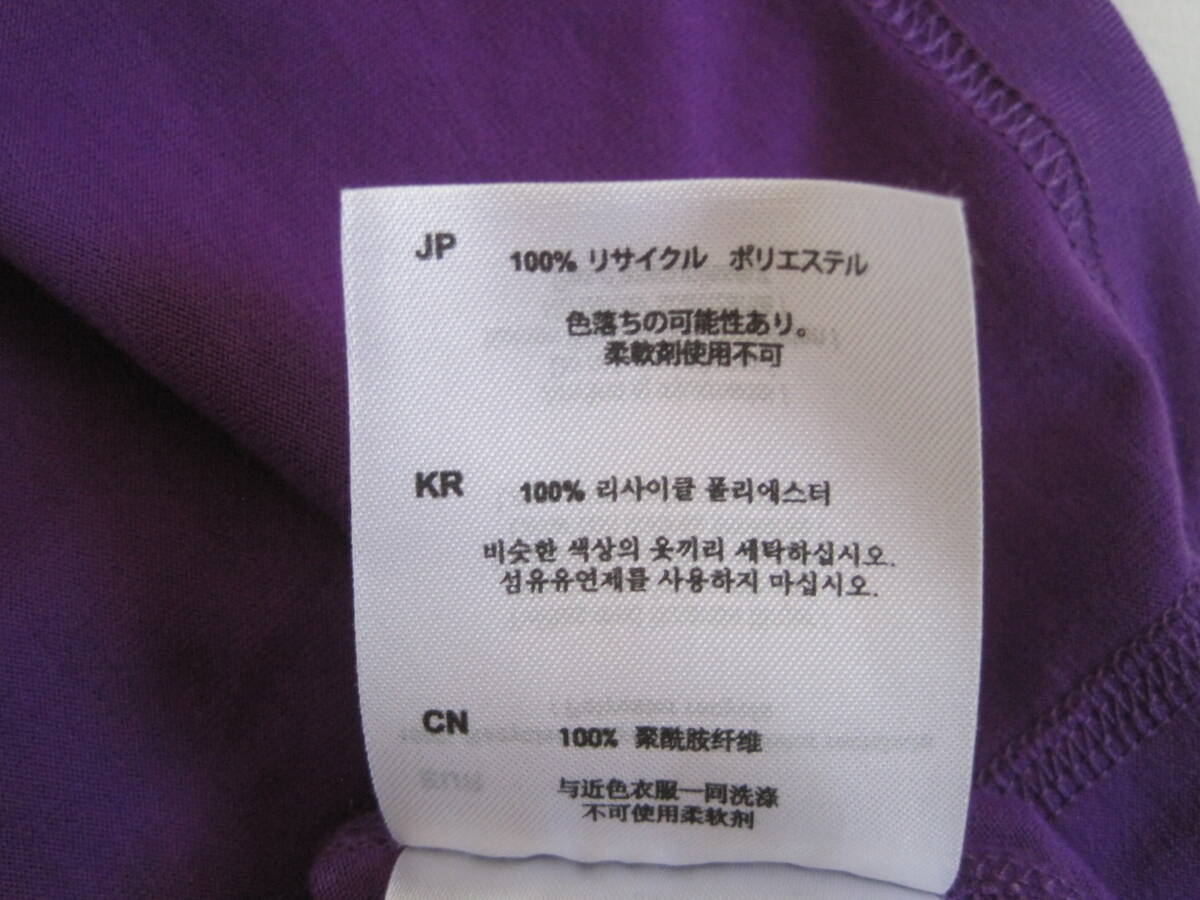 JP 100% リサイクル ポリエステル
色落ちの可能性あり。
柔軟剤使用不可
KR 100% 리사이클 폴리에스터
비슷한 색상의 옷끼리 세탁하십시오.
섬유유연제를 사용하지 마십시오.
CN 100% 聚酰胺纤维
与近色衣服一同洗涤
不可使用柔软剂